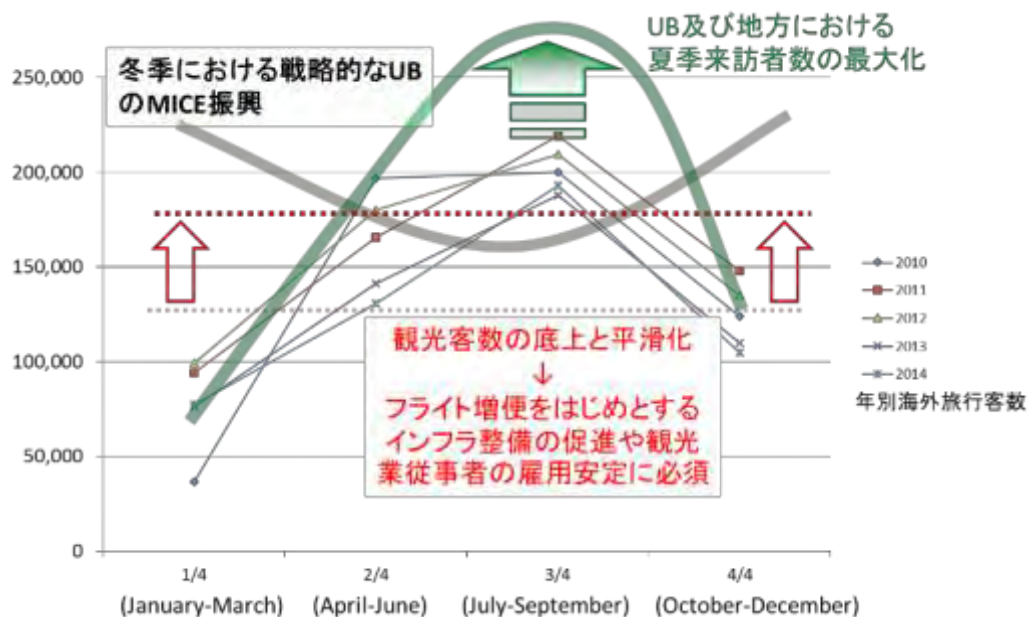 UB及び地方における
夏季来訪者数の最大化
冬季における戦略的なUB
のMICE振興
250,000
200,000
150,000
100,000
50,000
0
観光客数の底上と平滑化
↓
フライト増便をはじめとする
インフラ整備の促進や観光
業従事者の雇用安定に必須
2010
2011
2012
2013
2014
年別海外旅行客数
1/4
(January-March)
2/4
(April-June)
3/4
(July-September)
4/4
(October-December)